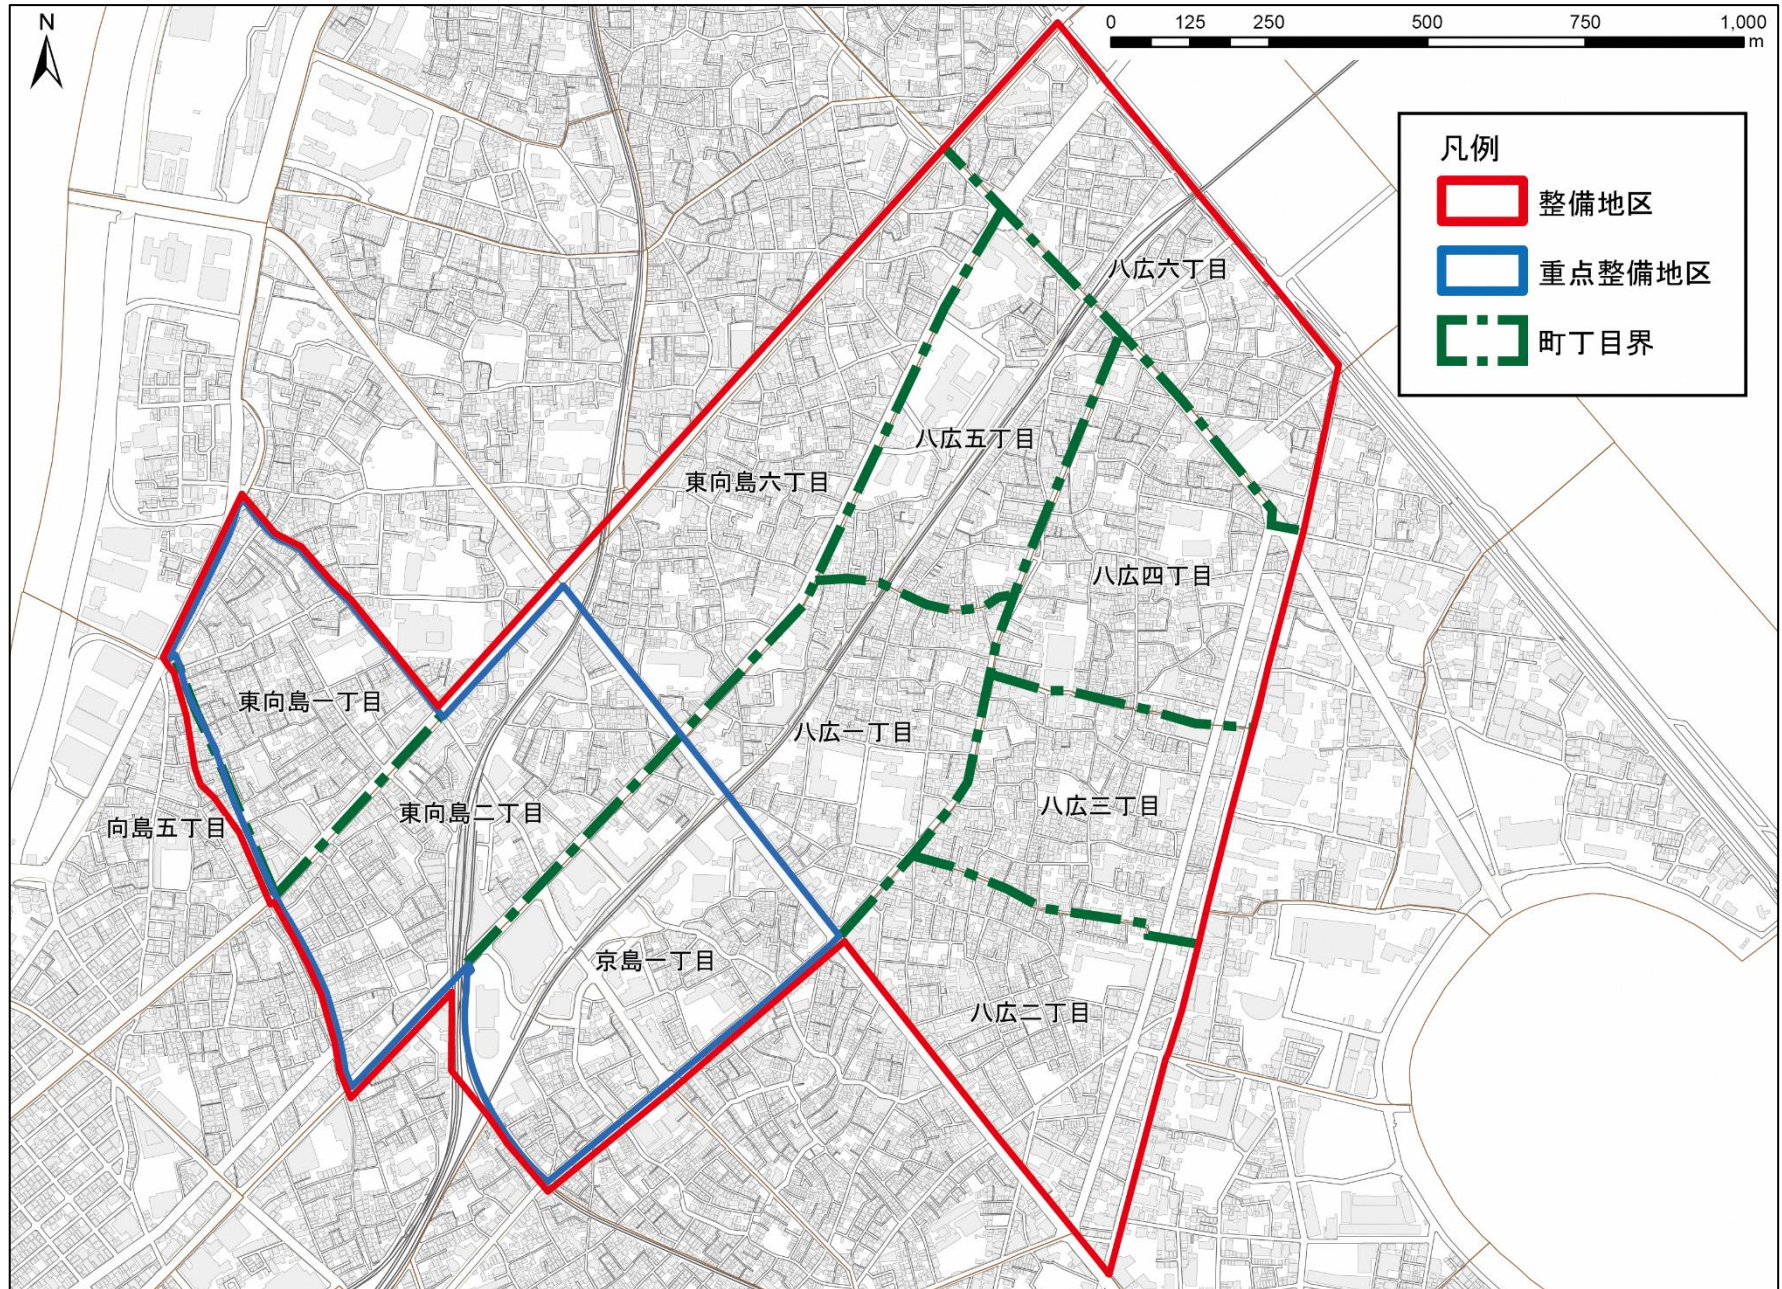 N
0 125 250 500 750 1,000
m
凡例
整備地区
重点整備地区
町丁目界
八広六丁目
八広五丁目
東向島六丁目
八広四丁目
東向島一丁目
八広一丁目
東向島二丁目
八広三丁目
向島五丁目
京島一丁目
八広二丁目